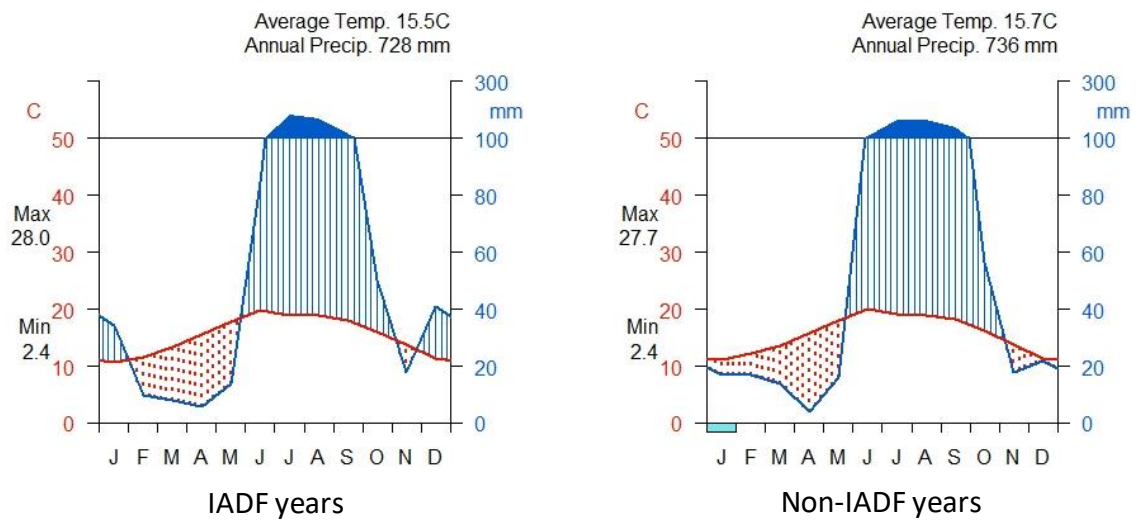 Average Temp. 15.5C
Annual Precip. 728 mm
C
300
mm
50
100
40
80
Max
28.0
30
60
20
40
Min
2.4
10
20
0
0
J F M A M J J A S O N D
IADF years
Average Temp. 15.7C
Annual Precip. 736 mm
C
300
mm
50
100
40
80
Max
27.7
30
60
20
40
Min
2.4
10
20
0
0
J F M A M J J A S O N D
Non-IADF years